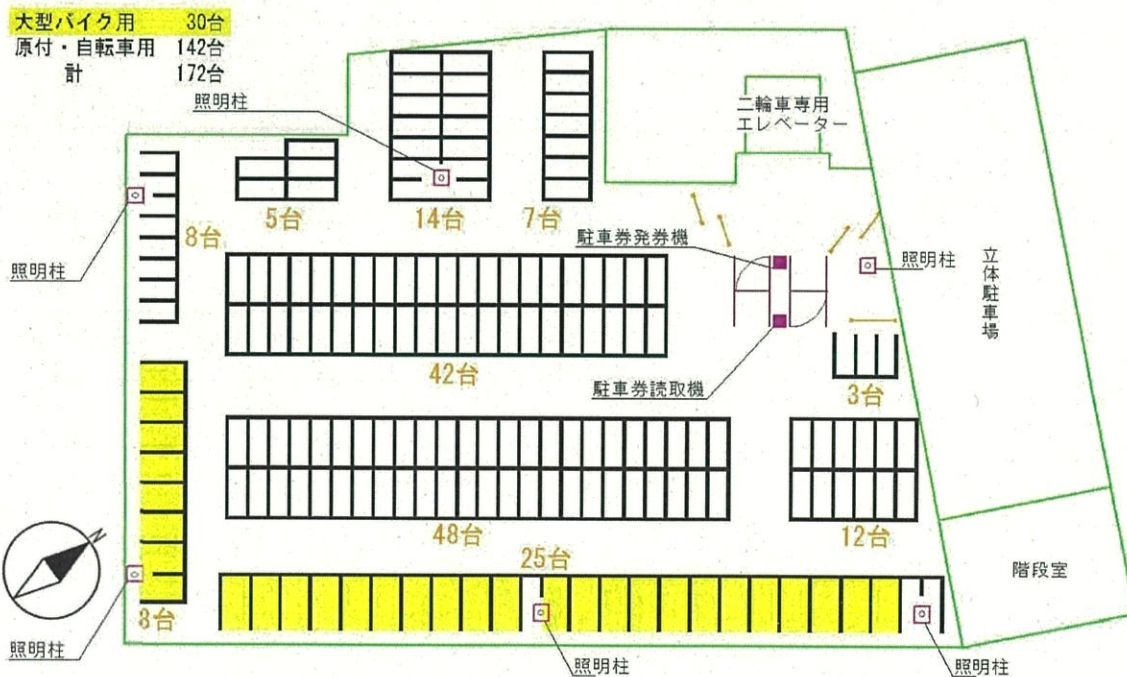 大型バイク用 30台
原付・自転車用 142台
計 172台
照明柱
二輪車専用
エレベーター
5台
14台
7台
8台
駐車券発券機
照明柱
照明柱
立体駐車場
42台
駐車券読取機
3台
48台
12台
25台
N
階段室
8台
照明柱
照明柱
照明柱